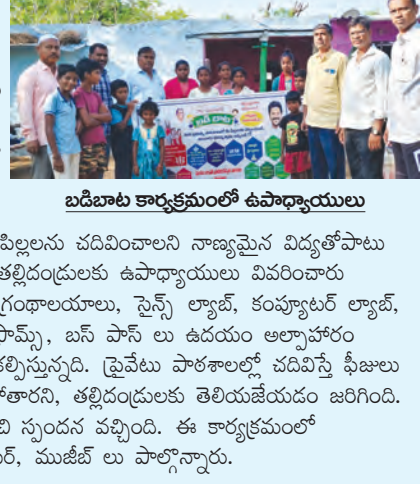 బడి బాట
బడిబాట కార్యక్రమంలో ఉపాధ్యాయులు
పిల్లలను చదివించాలని నాణ్యమైన విద్యతోపాటు
తల్లిదండ్రులకు ఉపాధ్యాయులు వివరించారు
గ్రంథాలయాలు, సైన్స్ ల్యాబ్, కంప్యూటర్ ల్యాబ్,
బస్ పాస్ లు ఉదయం అల్పాహారం
కల్పిస్తున్నది. ప్రైవేటు పాఠశాలల్లో చదివిస్తే ఫీజులు
తల్లిదండ్రులకు తెలియజేయడం జరిగింది.
స్పందన వచ్చింది. ఈ కార్యక్రమంలో
ముజీబ్ లు పాల్గొన్నారు.